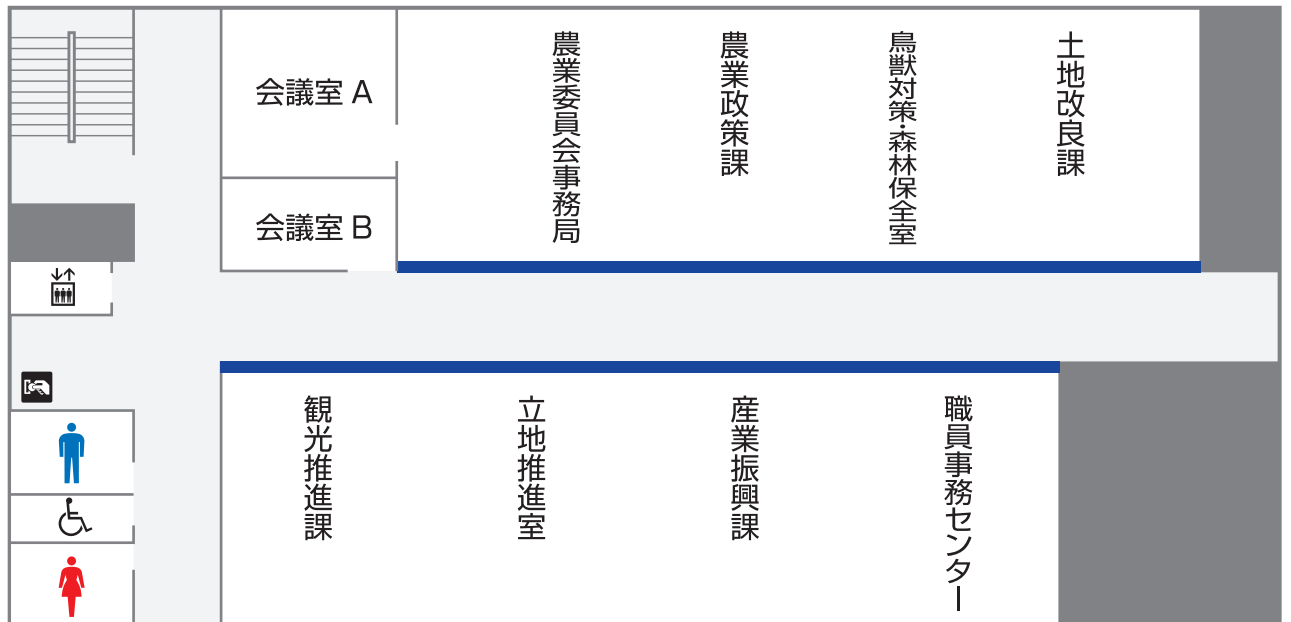 会議室 A
会議室 B
農業委員会事務局
農業政策課
鳥獣対策・森林保全室
土地改良課
観光推進課
立地推進室
産業振興課
職員事務センター